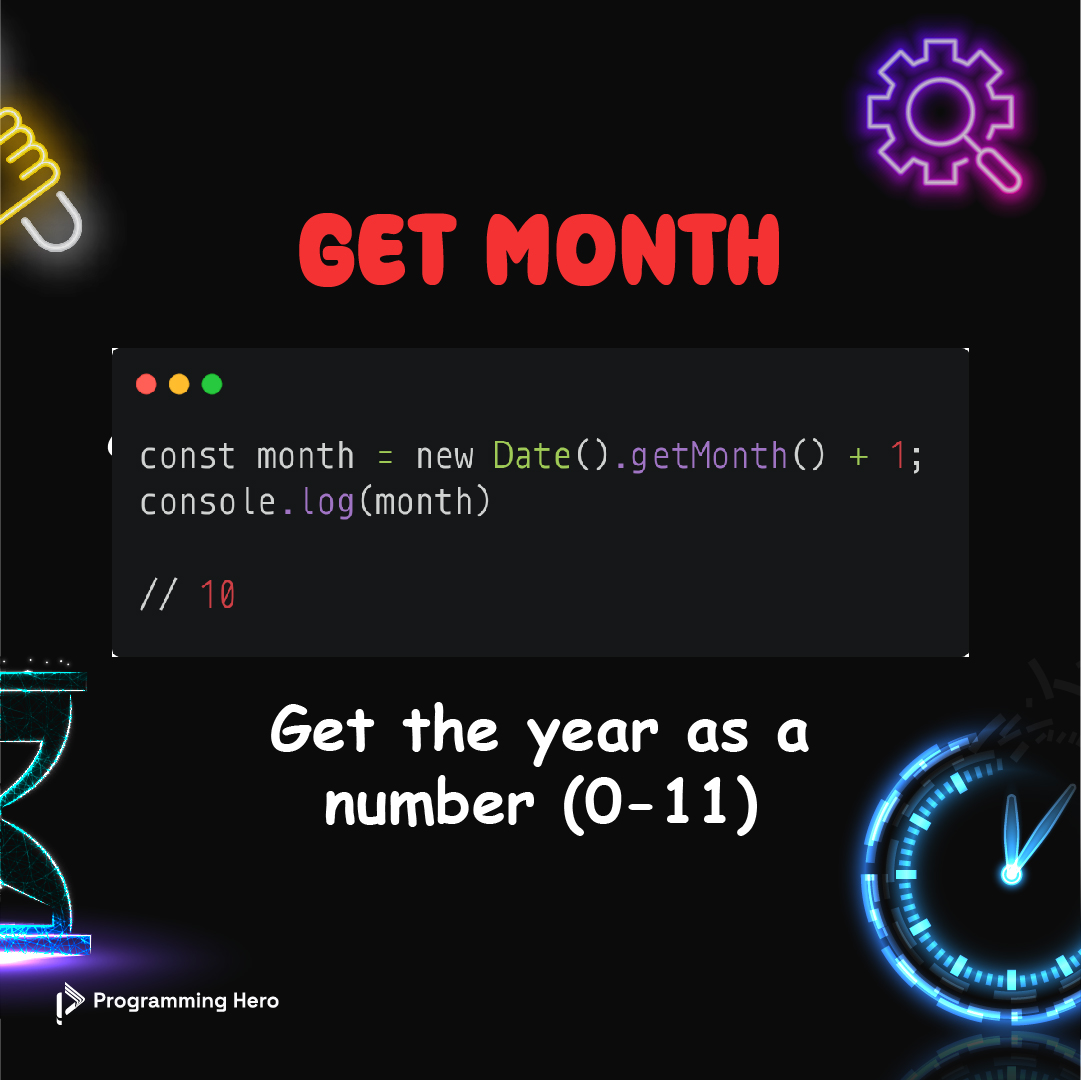 GET MONTH
const month = new Date().getMonth() + 1;
console.log(month)
// 10
Get the year as a
number (0-11)
Programming Hero